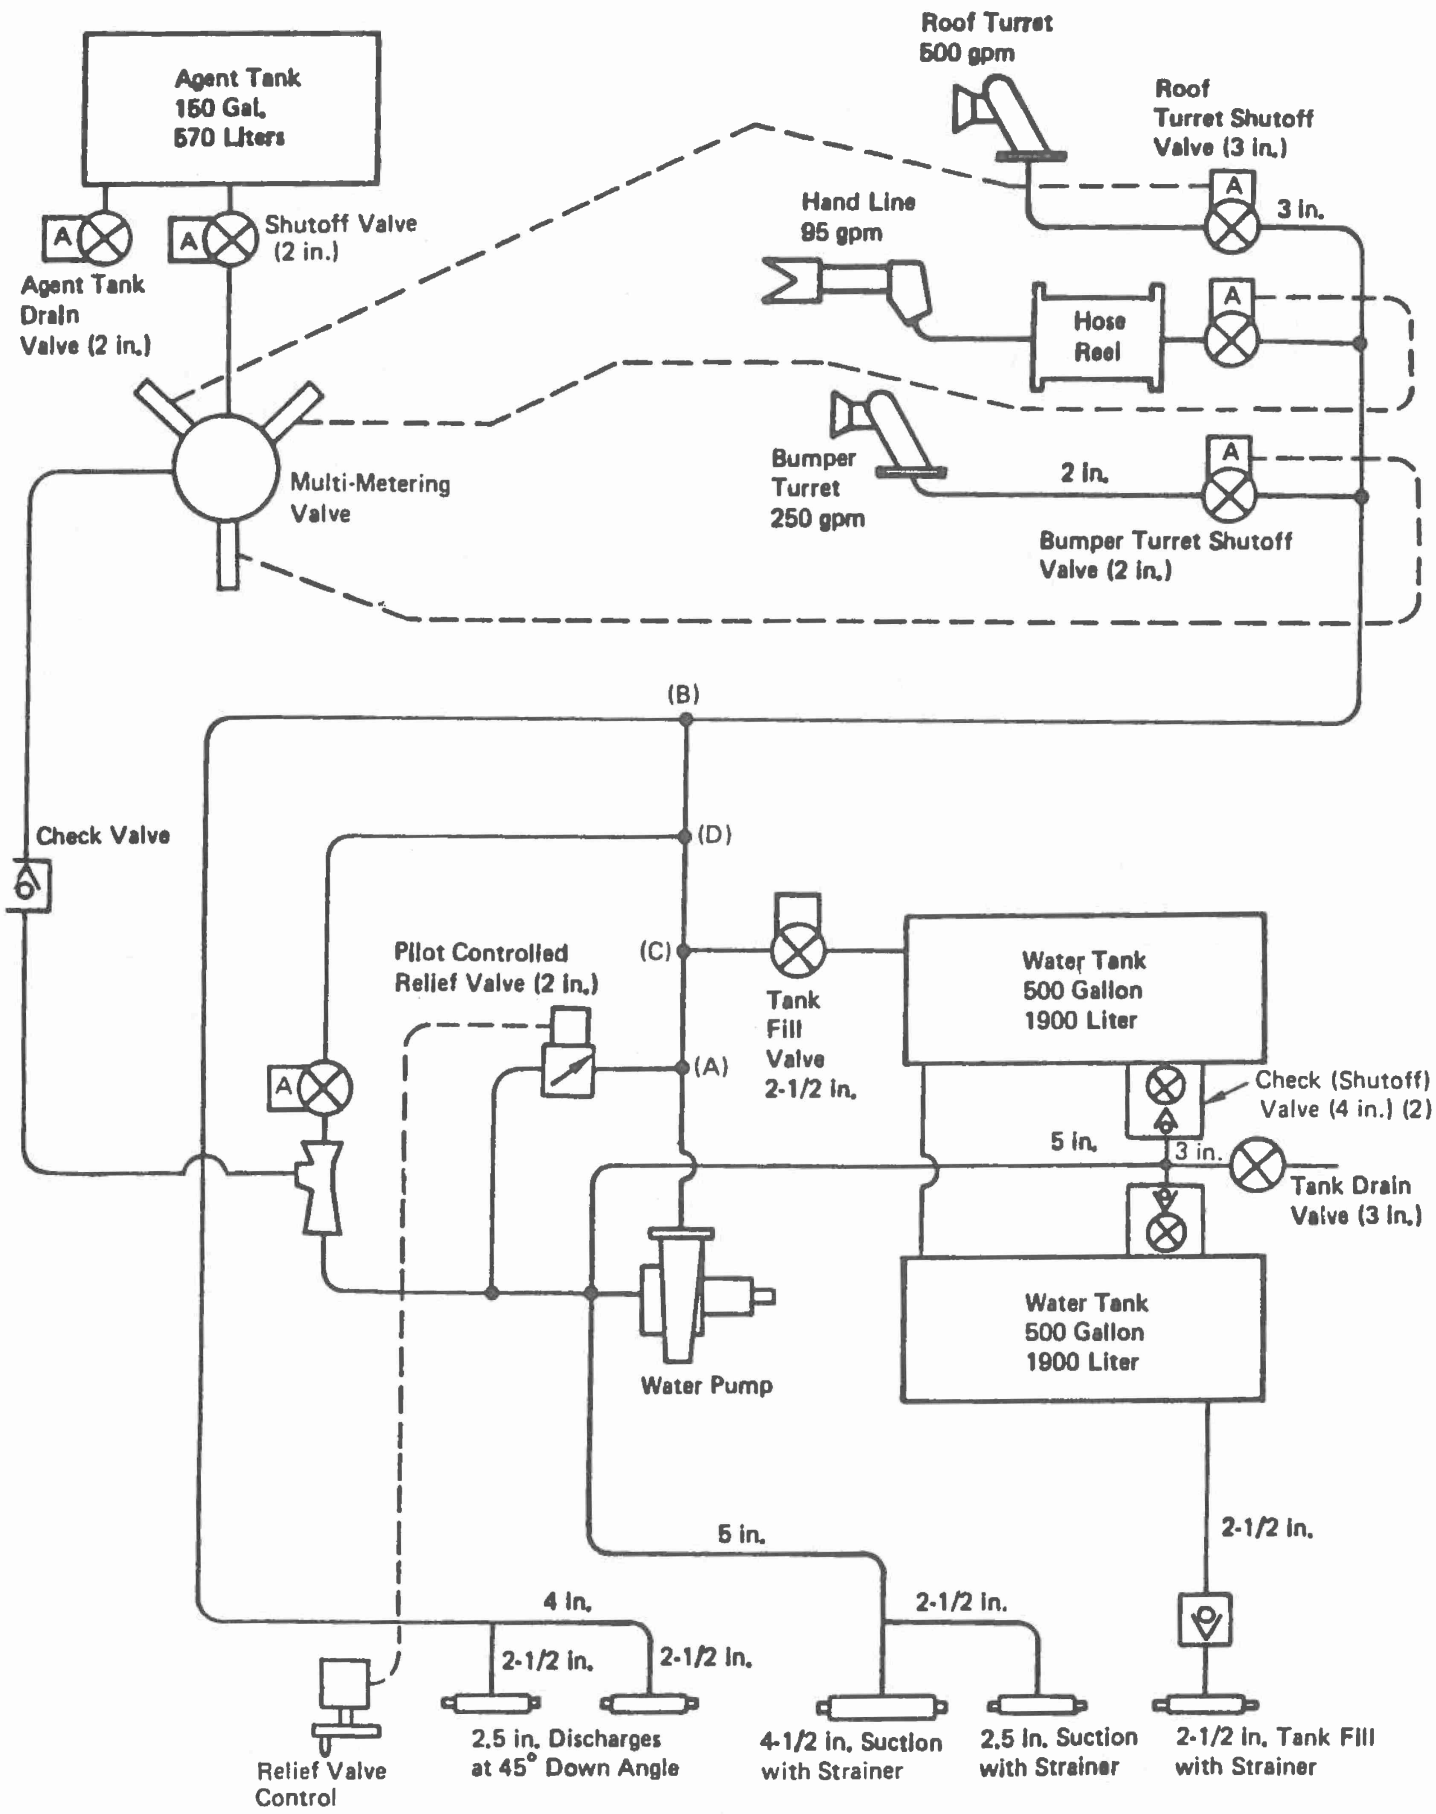 Roof Turret
500 gpm
Agent Tank
150 Gal.
570 Liters
Roof
Turret Shutoff
Valve (3 in.)
A
3 in.
Hand Line
95 gpm
A
A
Shutoff Valve
(2 in.)
Agent Tank
Drain
Valve (2 in.)
A
Hose
Reel
Bumper
Turret
250 gpm
A
2 in.
Multi-Metering
Valve
Bumper Turret Shutoff
Valve (2 in.)
(B)
Check Valve
(D)
Pilot Controlled
Relief Valve (2 in.)
(C)
Tank
Fill
Valve
2-1/2 in.
Water Tank
500 Gallon
1900 Liter
(A)
A
Check (Shutoff)
Valve (4 in.) (2)
5 in.
3 in.
Tank Drain
Valve (3 in.)
Water Tank
500 Gallon
1900 Liter
Water Pump
5 in.
2-1/2 in.
4 in.
2-1/2 in.
2-1/2 in.
2-1/2 in.
2.5 in. Discharges
at 45° Down Angle
4-1/2 in. Suction
with Strainer
2.5 in. Suction
with Strainer
2-1/2 in. Tank Fill
with Strainer
Relief Valve
Control